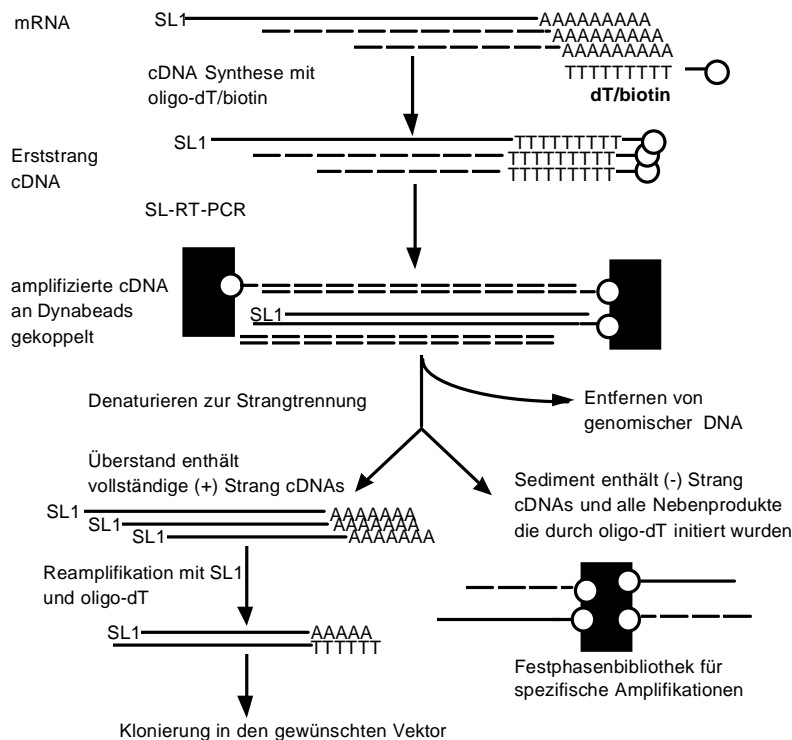 mRNA
SL1
AAAAAAAAA
AAAAAAAAA
AAAAAAAAA
cDNA Synthese mit
oligo-dT/biotin
TTTTTTTTT
dT/biotin
Erststrang
cDNA
SL1
TTTTTTTTT
TTTTTTTTT
TTTTTTTTT
SL-RT-PCR
amplifizierte cDNA
an Dynabeads
gekoppelt
SL1
Denaturieren zur Strangtrennung
Entfernen von
genomischer DNA
Überstand enthält
vollständige (+) Strang cDNAs
SL1
AAAAAAA
SL1
AAAAAAA
SL1
AAAAAAA
Sediment enthält (-) Strang
cDNAs und alle Nebenprodukte
die durch oligo-dT initiert wurden
Reamplifikation mit SL1
und oligo-dT
SL1
AAAAA
TTTTTT
Festphasenbibliothek für
spezifische Amplifikationen
Klonierung in den gewünschten Vektor